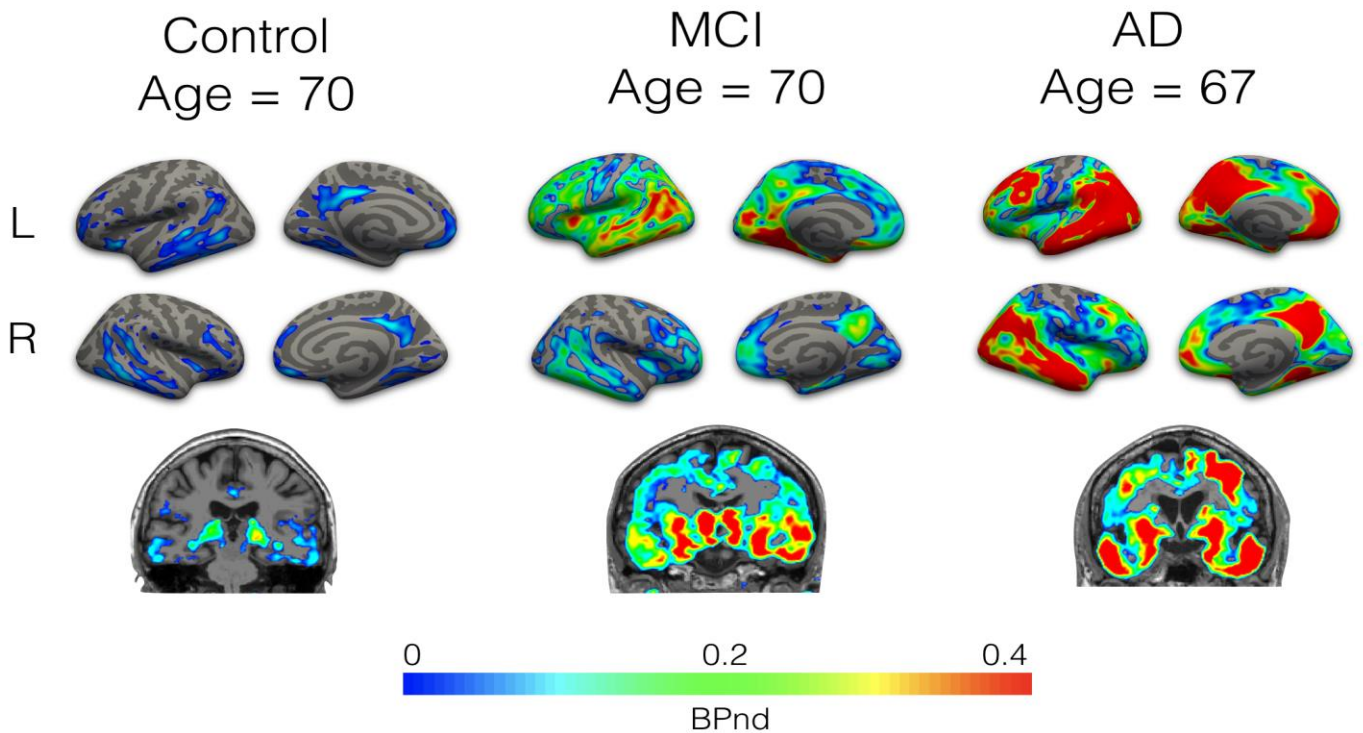 Control
Age = 70
MCI
Age = 70
AD
Age = 67
L
R
0 0.2 0.4
BPnd